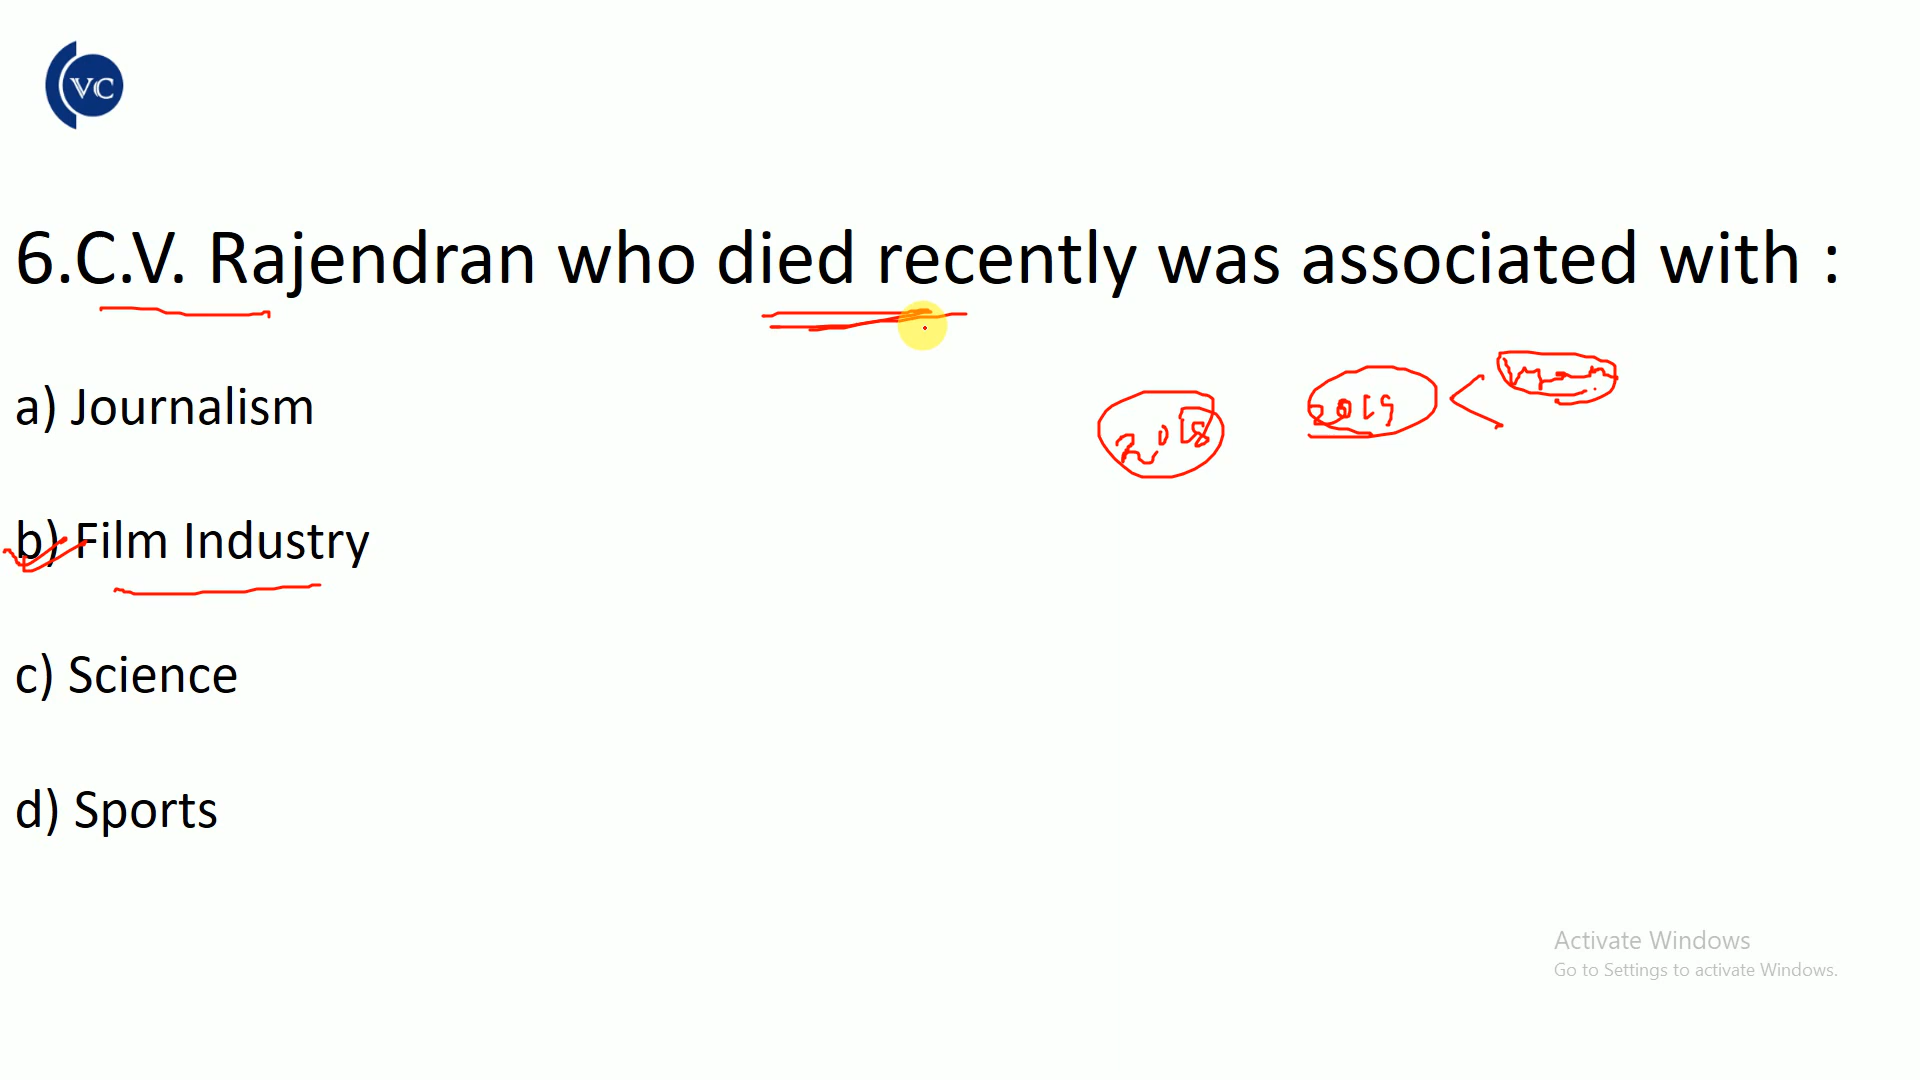 VC
6.C.V. Rajendran who died recently was associated with :
a) Journalism
2018
2019
b) Film Industry
c) Science
d) Sports
Activate Windows
Go to Settings to activate Windows.